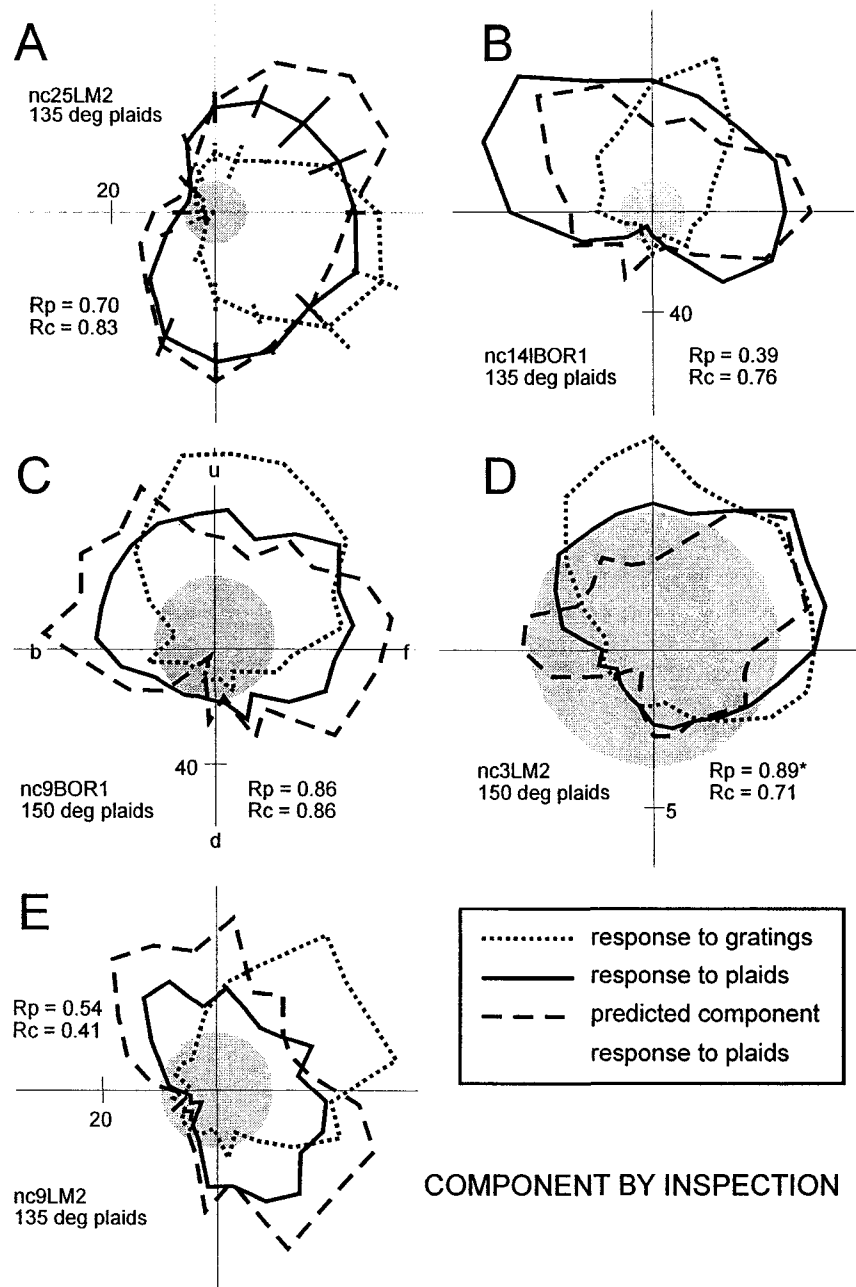 A
nc25LM2
135 deg plaids
20
Rp = 0.70
Rc = 0.83
B
40
nc14IBOR1
135 deg plaids
Rp = 0.39
Rc = 0.76
C
u
b
f
40
d
nc9BOR1
150 deg plaids
Rp = 0.86
Rc = 0.86
D
nc3LM2
150 deg plaids
Rp = 0.89*
Rc = 0.71
5
E
Rp = 0.54
Rc = 0.41
20
nc9LM2
135 deg plaids
response to gratings
response to plaids
predicted component
response to plaids
COMPONENT BY INSPECTION